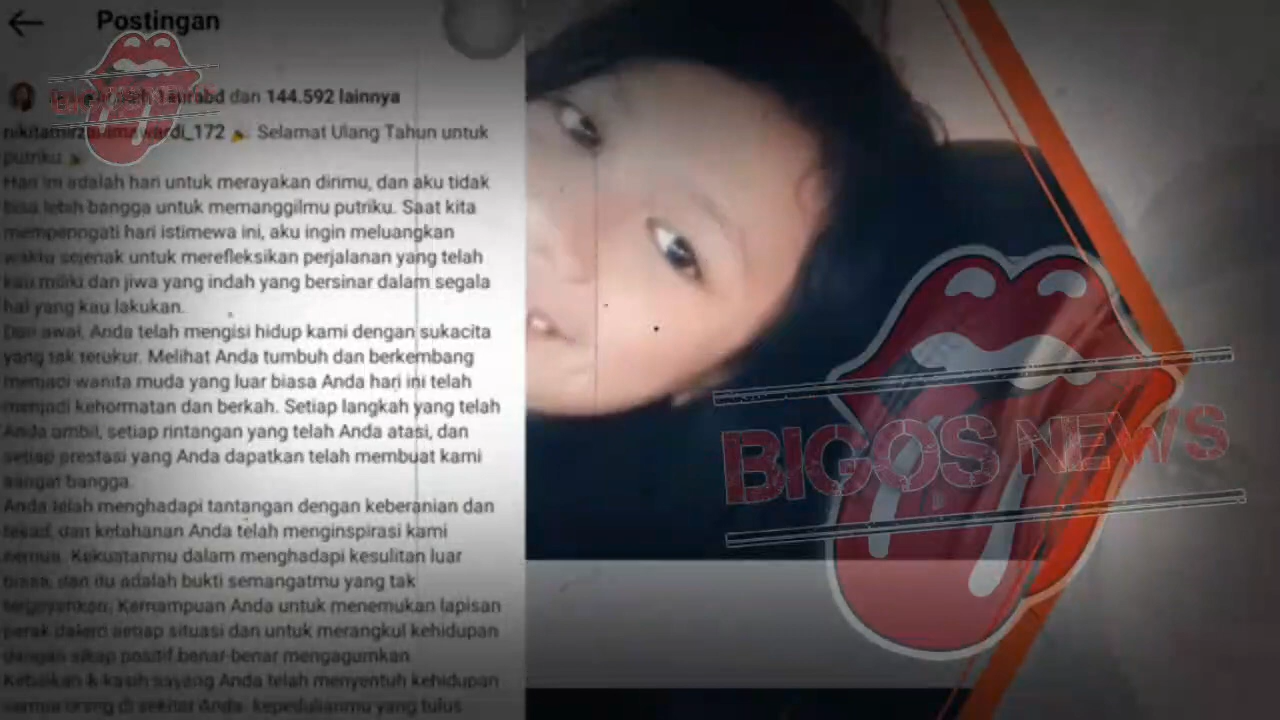 Postingan
dan 144.592 lainnya
Selamat Ulang Tahun untuk
putriku
Hari ini adalah hari untuk merayakan dirimu, dan aku tidak
bisa lebih bangga untuk memanggilmu putriku. Saat kita
memperingati hari istimewa ini, aku ingin meluangkan
waktu sejenak untuk merefleksikan perjalanan yang telah
kau miliki dan jiwa yang indah yang bersinar dalam segala
hal yang kau lakukan.
Dari awal, Anda telah mengisi hidup kami dengan sukacita
yang tak terukur. Melihat Anda tumbuh dan berkembang
menjadi wanita muda yang luar biasa Anda hari ini telah
menjadi kehormatan dan berkah. Setiap langkah yang telah
Anda ambil, setiap rintangan yang telah Anda atasi, dan
setiap prestasi yang Anda dapatkan telah membuat kami
sangat bangga.
Anda telah menghadapi tantangan dengan keberanian dan
tekad, dan ketahanan Anda telah menginspirasi kami
semua. Kekuatanmu dalam menghadapi kesulitan luar
biasa, dan itu adalah bukti semangatmu yang tak
tergoyahkan. Kemampuan Anda untuk menemukan lapisan
perak dalam setiap situasi dan untuk merangkul kehidupan
dengan sikap positif benar-benar mengagumkan
Kebaikan & kasih sayang Anda telah menyentuh kehidupan
semua orang di sekitar Anda, kepedulianmu yang tulus
BIGOS NEWS